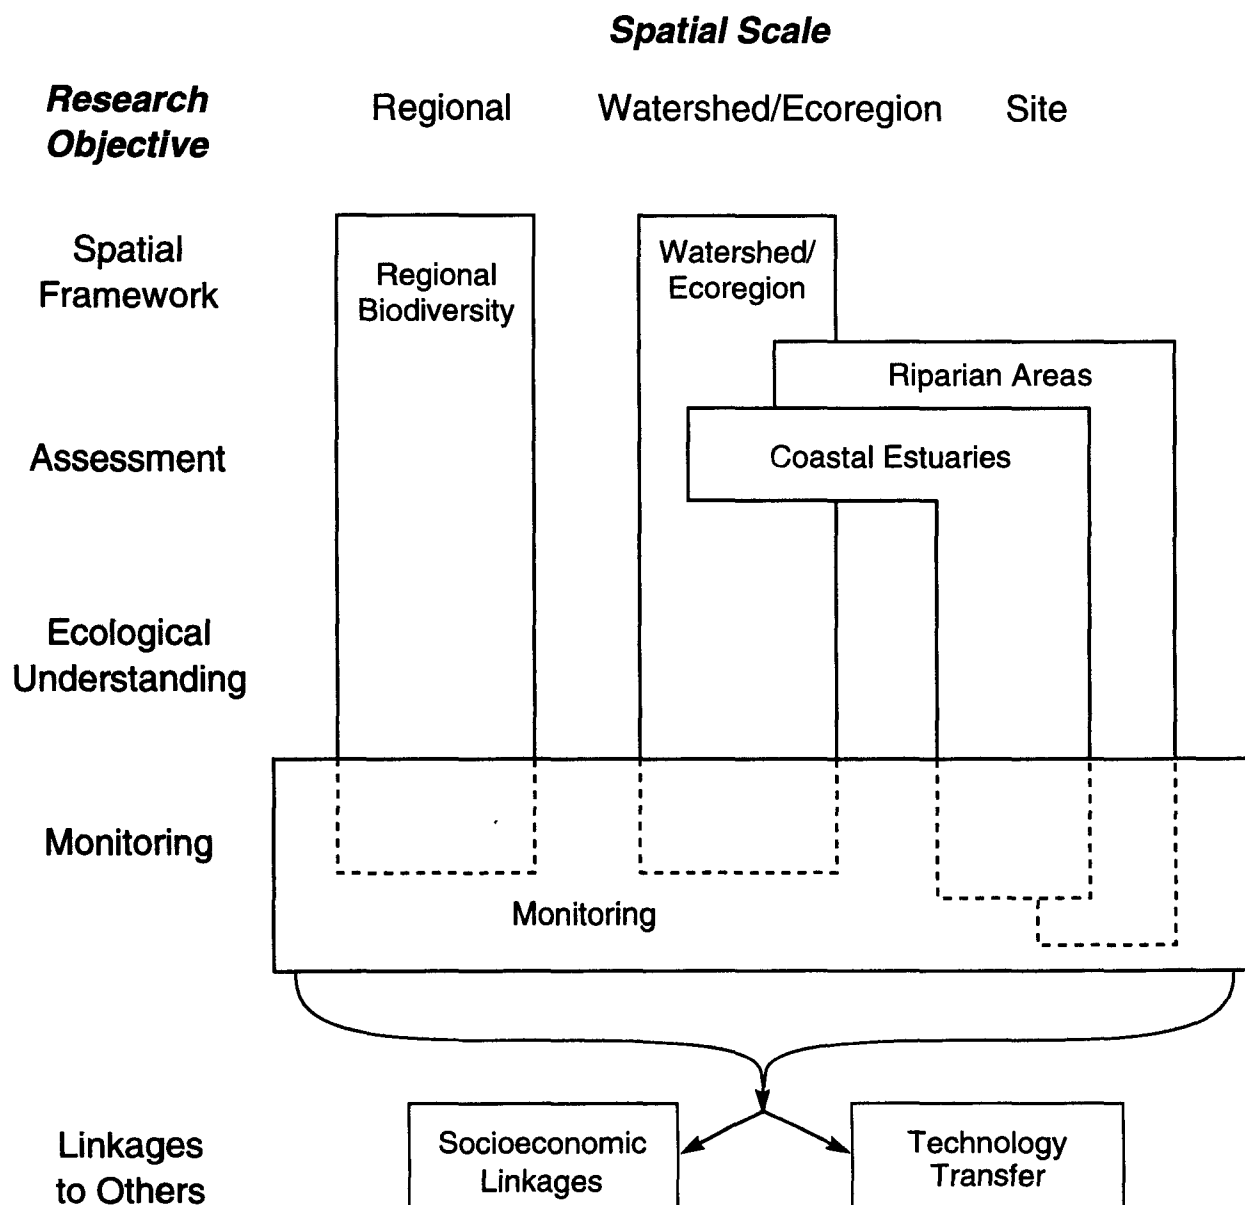 Spatial Scale
Research
Objective
Regional
Watershed/Ecoregion
Site
Spatial
Framework
Regional
Biodiversity
Watershed/
Ecoregion
Riparian Areas
Assessment
Coastal Estuaries
Ecological
Understanding
Monitoring
Monitoring
Linkages
to Others
Socioeconomic
Linkages
Technology
Transfer